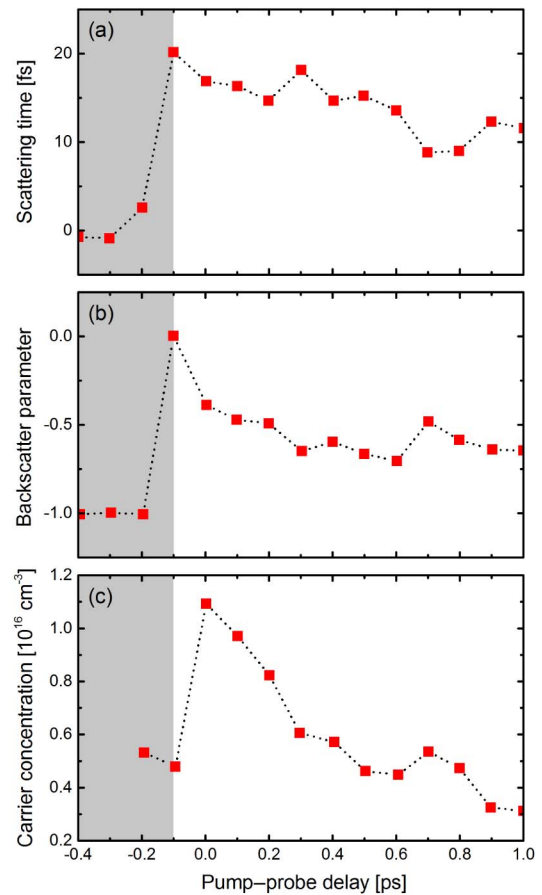 (a)
Scattering time [fs]
20
10
0
(b)
Backscatter parameter
0.0
-0.5
-1.0
(c)
Carrier concentration [10¹⁶ cm⁻³]
1.2
1.0
0.8
0.6
0.4
0.2
-0.4 -0.2 0.0 0.2 0.4 0.6 0.8 1.0
Pump–probe delay [ps]